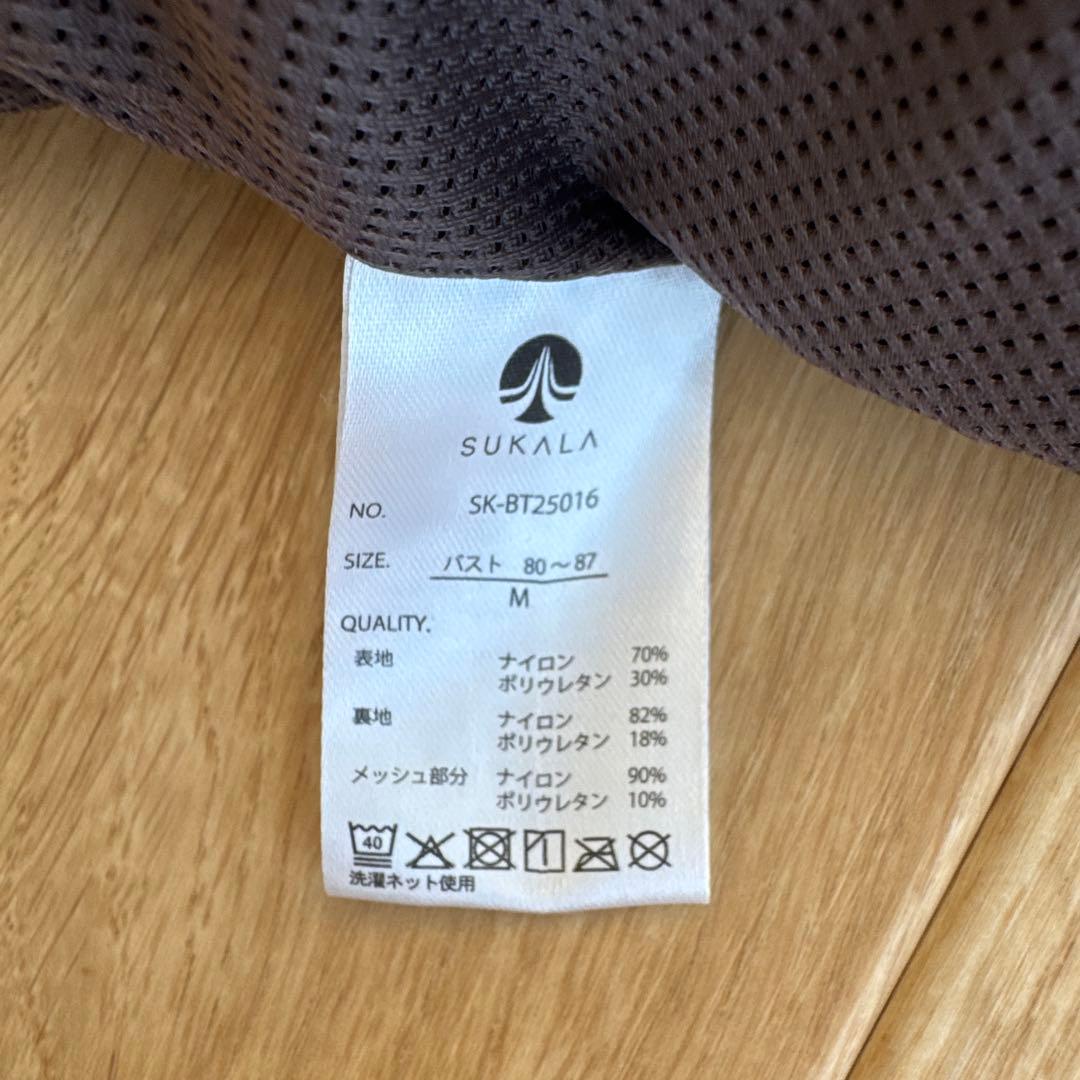 SUKALA
NO. SK-BT25016
SIZE. バスト 80〜87
M
QUALITY.
表地 ナイロン 70%
ポリウレタン 30%
裏地 ナイロン 82%
ポリウレタン 18%
メッシュ部分 ナイロン 90%
ポリウレタン 10%
40
洗濯ネット使用